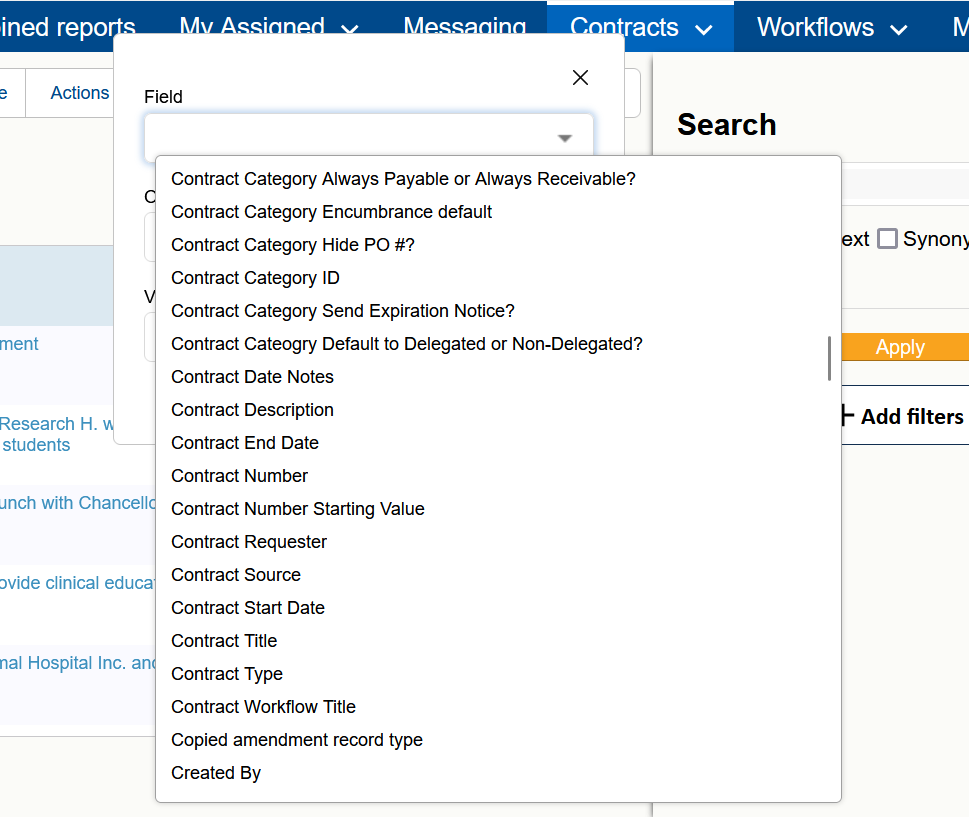 ined reports My Assigned Messaging Contracts Workflows M
e Actions
Field
Search
Contract Category Always Payable or Always Receivable?
Contract Category Encumbrance default
Contract Category Hide PO #?
Contract Category ID
Contract Category Send Expiration Notice?
Contract Cateogry Default to Delegated or Non-Delegated?
Contract Date Notes
Contract Description
Contract End Date
Contract Number
Contract Number Starting Value
Contract Requester
Contract Source
Contract Start Date
Contract Title
Contract Type
Contract Workflow Title
Copied amendment record type
Created By
C
V
ext Synony
Apply
+ Add filters
ment
Research H. w
students
unch with Chancello
ovide clinical educa
mal Hospital Inc. and